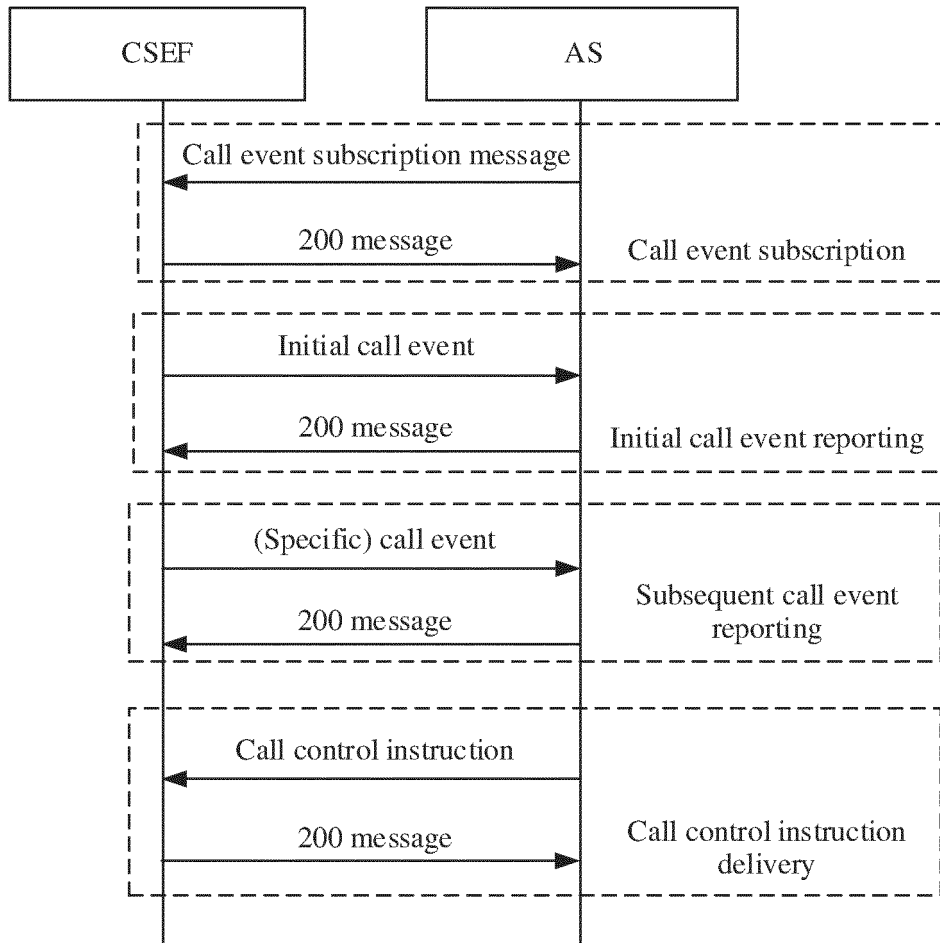 CSEF
AS
Call event subscription message
200 message
Call event subscription
Initial call event
200 message
Initial call event reporting
(Specific) call event
200 message
Subsequent call event
reporting
Call control instruction
200 message
Call control instruction
delivery